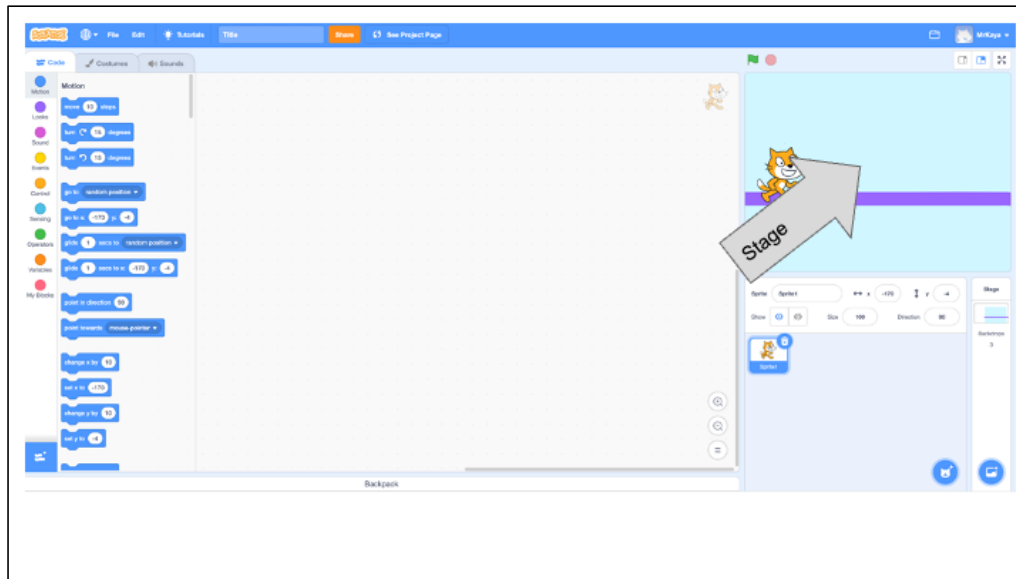 SCRATCH
File Edit Tutorials Title Share See Project Page MrKaya
Code Costumes Sounds
Motion
Looks
Sound
Events
Control
Sensing
Operators
Variables
My Blocks
Motion
move 10 steps
turn 15 degrees
turn 15 degrees
go to random position
go to x: -173 y: -4
glide 1 secs to random position
glide 1 secs to x: -173 y: -4
point in direction 90
point towards mouse-pointer
change x by 10
set x to -173
change y by 10
set y to -4
Backpack
Stage
Sprite Sprite1 x -173 y -4
Show Size 100 Direction 90
Sprite1
Stage
Backdrops
3